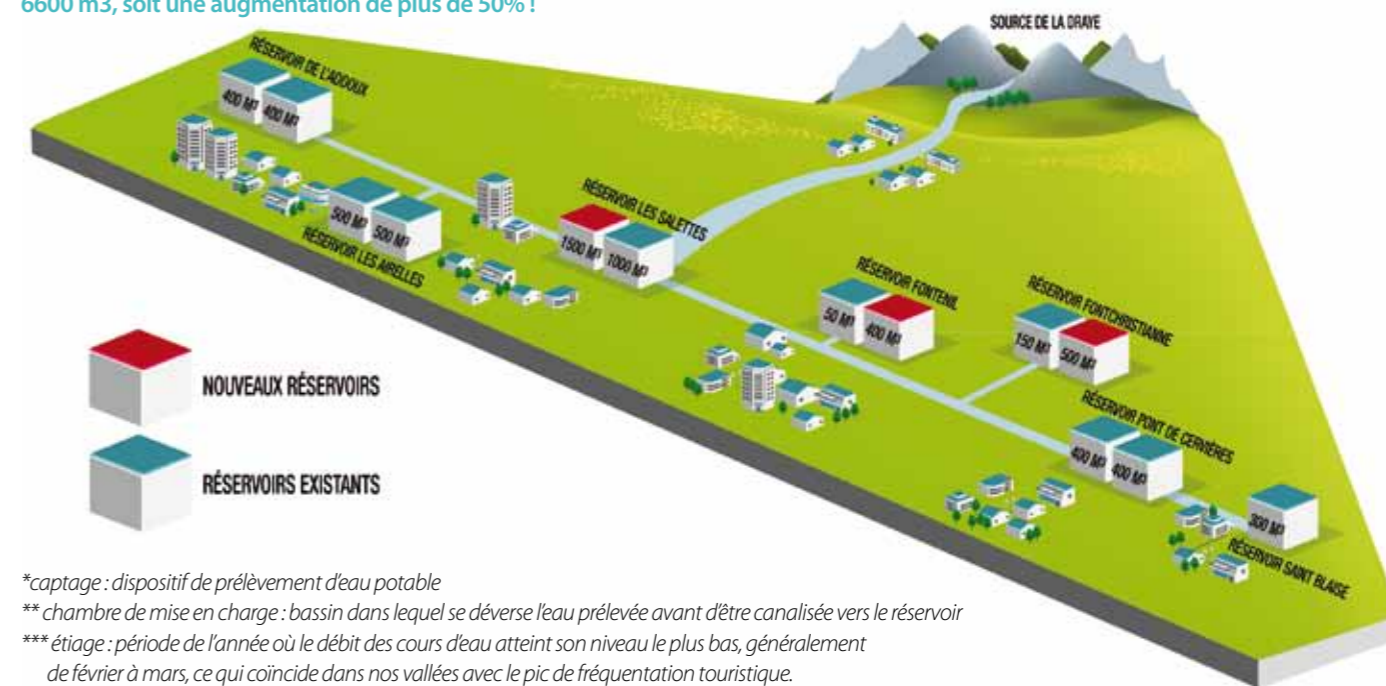 6600 m3, soit une augmentation de plus de 50% !
SOURCE DE LA DRAYE
RÉSERVOIR DE L'ADDOUX
400 M³
400 M³
RÉSERVOIR LES SALETTES
1500 M³
1000 M³
500 M³
500 M³
RÉSERVOIR LES AIRELLES
RÉSERVOIR FONTENIL
50 M³
400 M³
RÉSERVOIR FONTCHRISTIANNE
150 M³
500 M³
RÉSERVOIR PONT DE CERVIÈRES
400 M³
400 M³
300 M³
RÉSERVOIR SAINT BLAISE
NOUVEAUX RÉSERVOIRS
RÉSERVOIRS EXISTANTS
*captage : dispositif de prélèvement d'eau potable
** chambre de mise en charge : bassin dans lequel se déverse l'eau prélevée avant d'être canalisée vers le réservoir
*** étiage : période de l'année où le débit des cours d'eau atteint son niveau le plus bas, généralement
de février à mars, ce qui coïncide dans nos vallées avec le pic de fréquentation touristique.